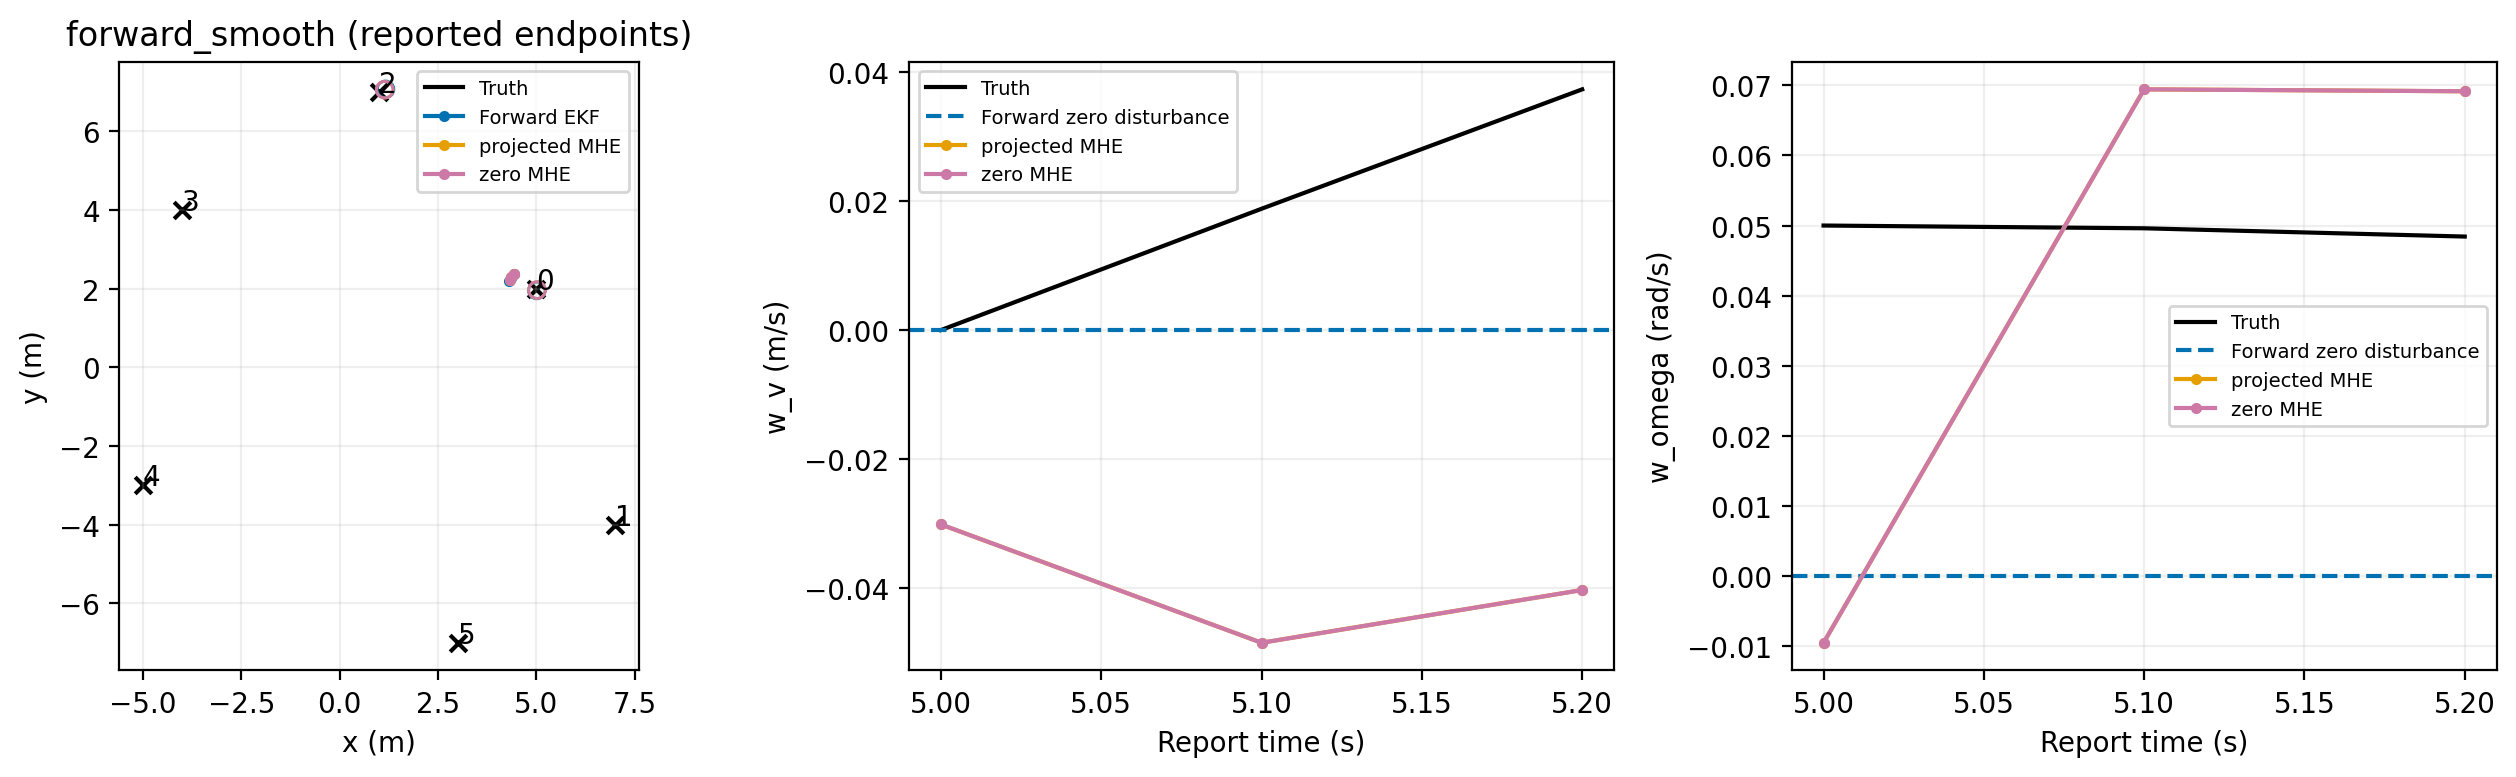 forward_smooth (reported endpoints)
Truth
Forward EKF
projected MHE
zero MHE
2
3
0
4
1
5
6
4
2
0
−2
−4
−6
y (m)
−5.0 −2.5 0.0 2.5 5.0 7.5
x (m)
Truth
Forward zero disturbance
projected MHE
zero MHE
0.04
0.02
0.00
−0.02
−0.04
w_v (m/s)
5.00 5.05 5.10 5.15 5.20
Report time (s)
Truth
Forward zero disturbance
projected MHE
zero MHE
0.07
0.06
0.05
0.04
0.03
0.02
0.01
0.00
−0.01
w_omega (rad/s)
5.00 5.05 5.10 5.15 5.20
Report time (s)